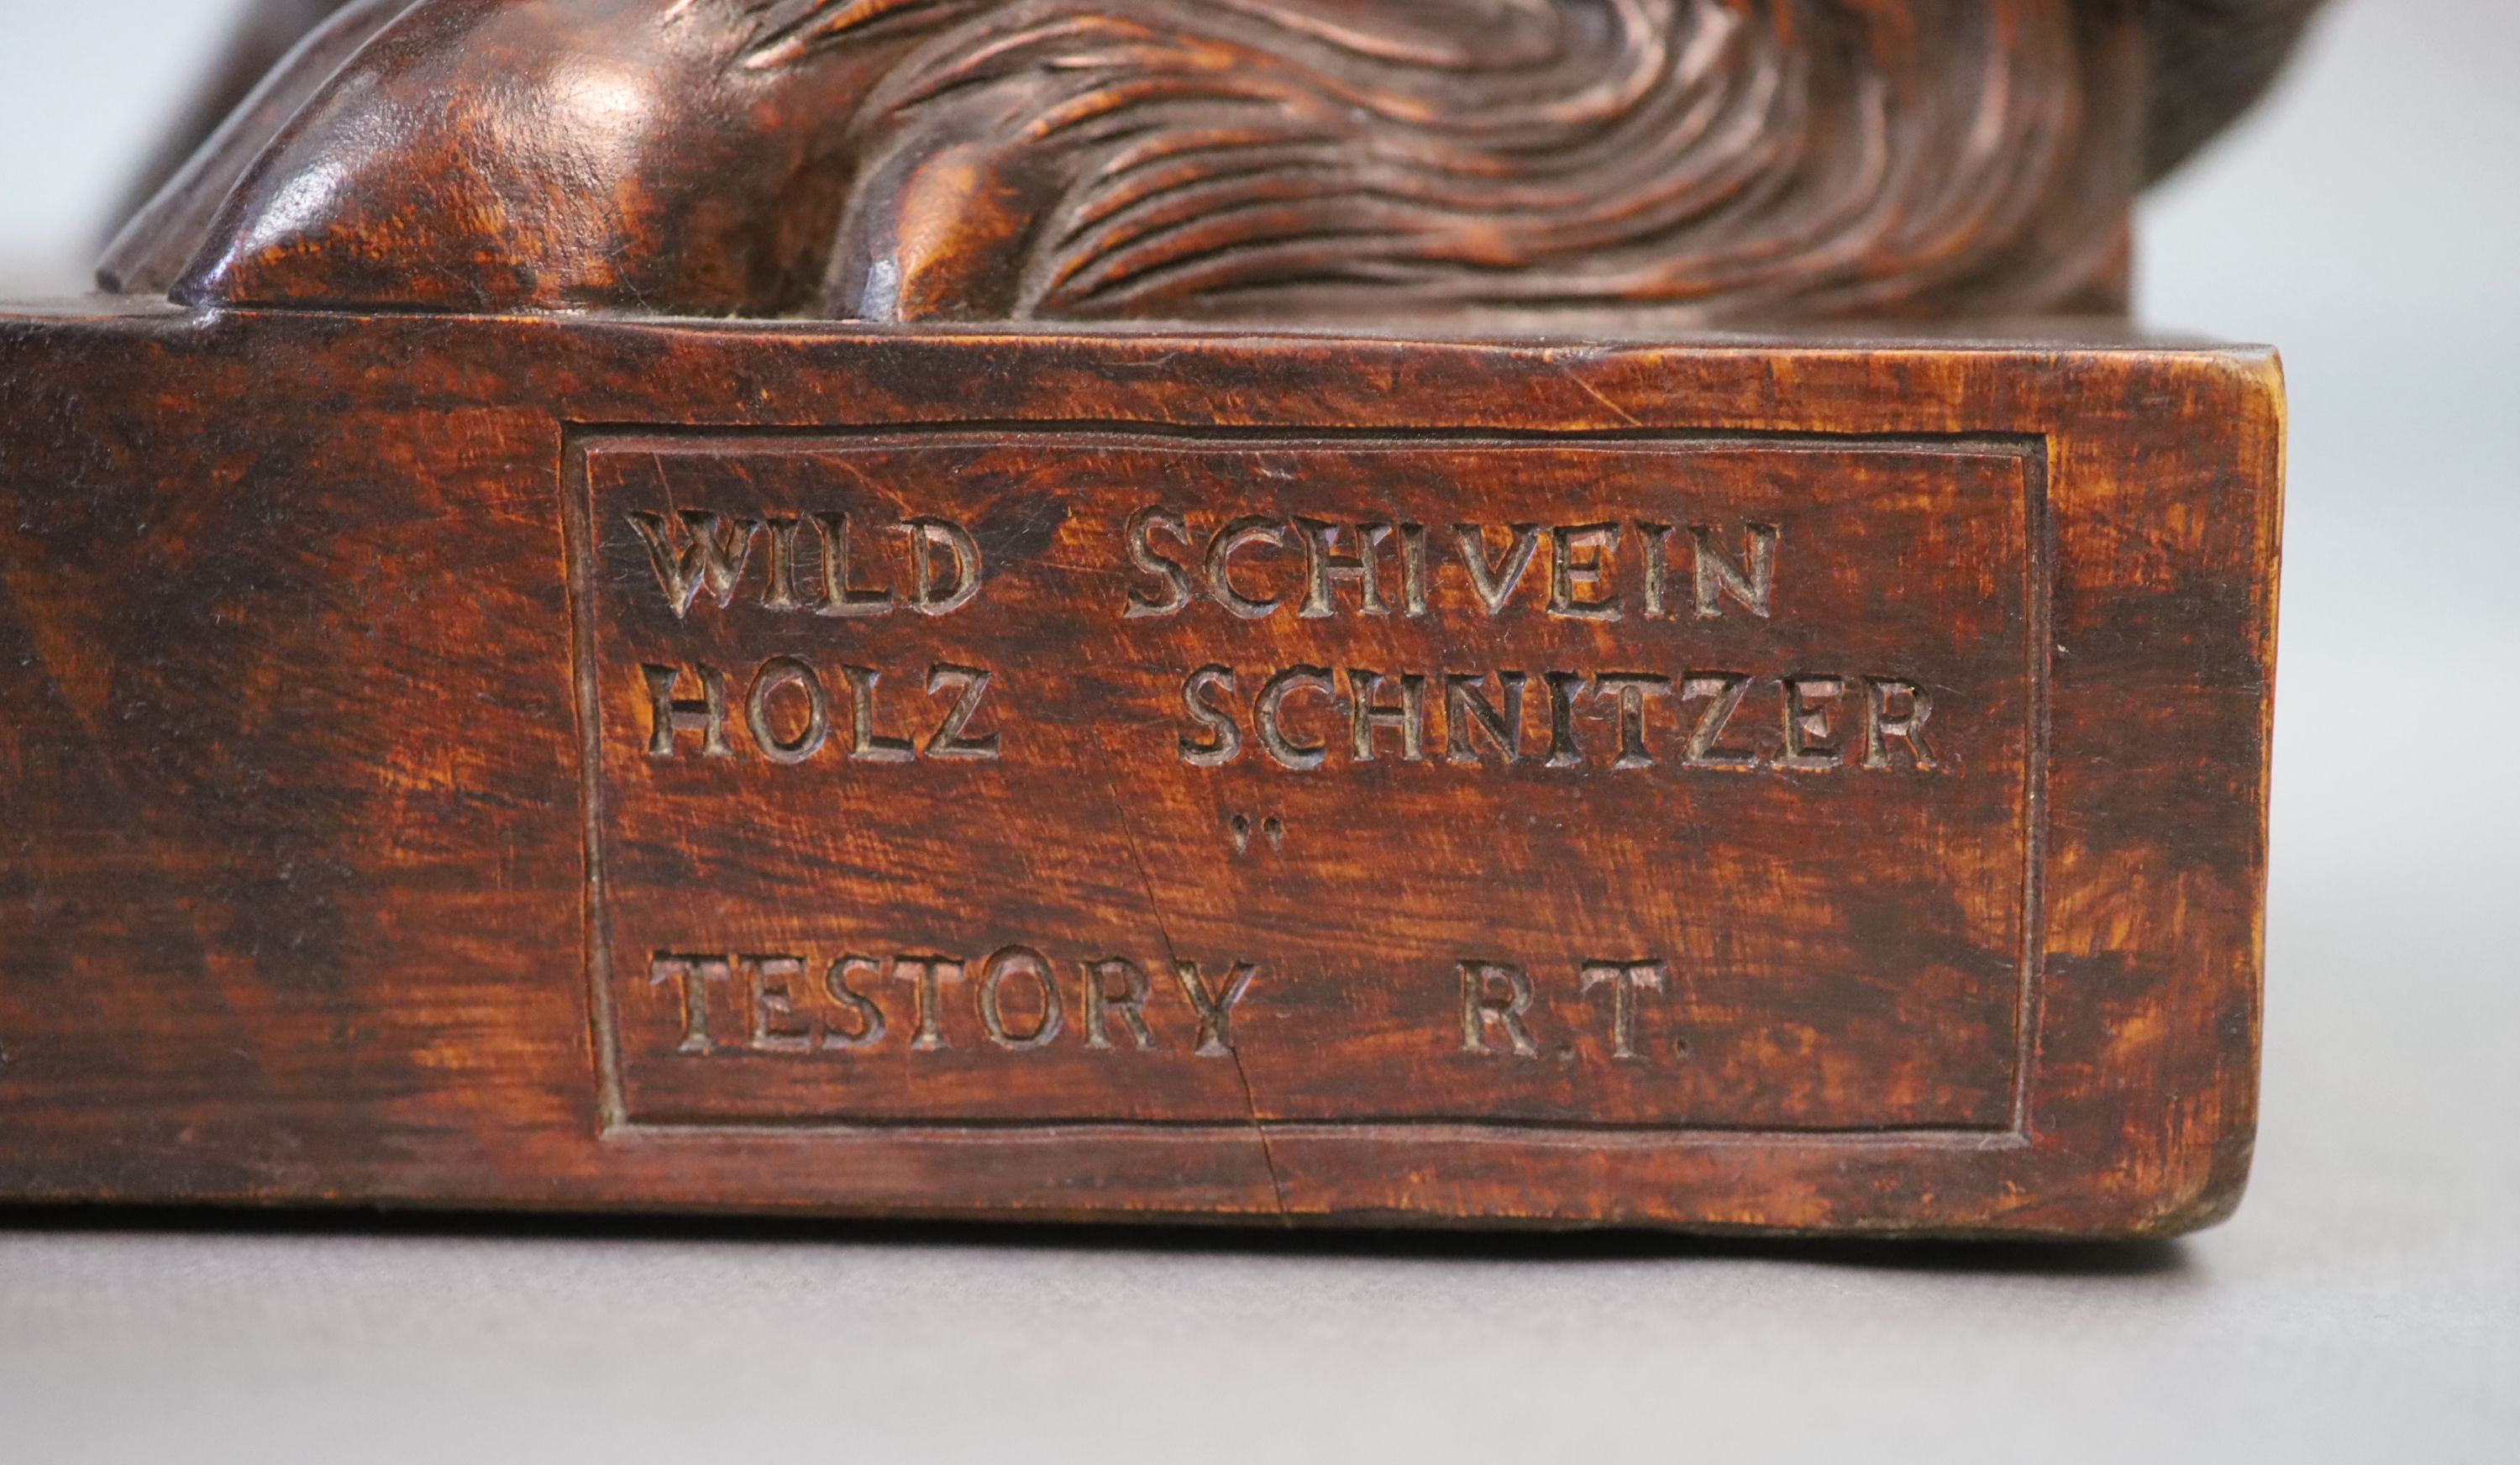 WILD SCHIVEIN
HOLZ SCHNITZER
"
TESTORY R.T.